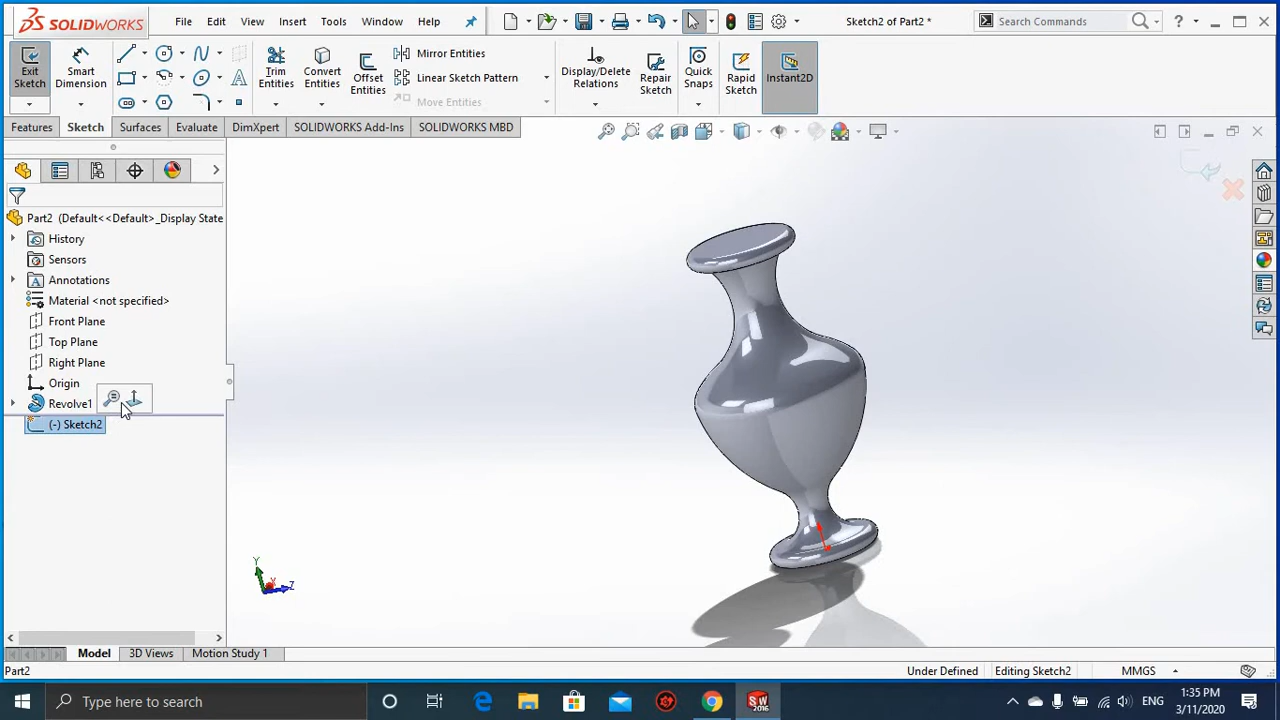 SOLIDWORKS File Edit View Insert Tools Window Help Sketch2 of Part2 * Search Commands ?
Exit Sketch
Smart Dimension
Trim Entities
Convert Entities
Offset Entities
Mirror Entities
Linear Sketch Pattern
Move Entities
Display/Delete Relations
Repair Sketch
Quick Snaps
Rapid Sketch
Instant2D
Features Sketch Surfaces Evaluate DimXpert SOLIDWORKS Add-Ins SOLIDWORKS MBD
Part2 (Default<<Default>_Display State
History
Sensors
Annotations
Material <not specified>
Front Plane
Top Plane
Right Plane
Origin
Revolve1
(-) Sketch2
Y
X
Z
Model 3D Views Motion Study 1
Part2 Under Defined Editing Sketch2 MMGS
Type here to search SW 2016 ENG 1:35 PM
3/11/2020